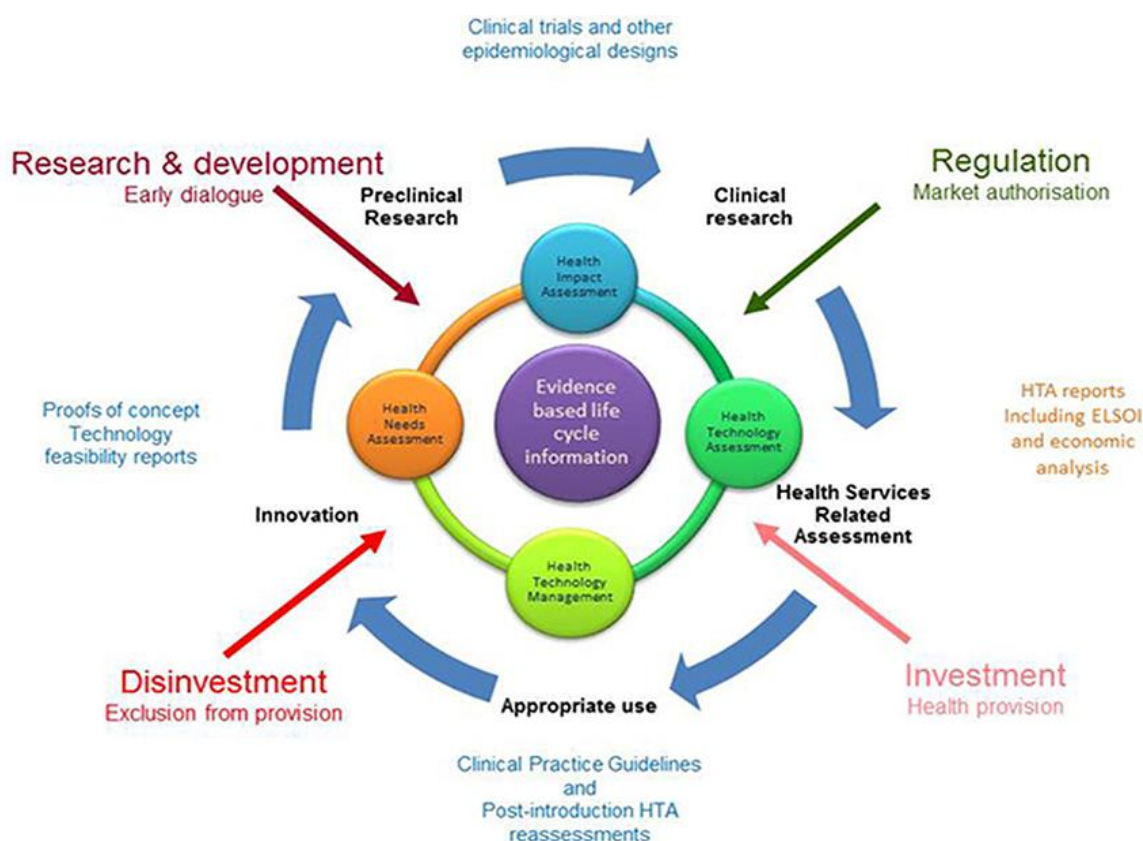 Clinical trials and other
epidemiological designs
Research & development
Early dialogue
Preclinical
Research
Clinical
research
Regulation
Market authorisation
Health
Impact
Assessment
Proofs of concept
Technology
feasibility reports
Health
Needs
Assessment
Evidence
based life
cycle
information
Health
Technology
Assessment
HTA reports
Including ELSOI
and economic
analysis
Innovation
Health Services
Related
Assessment
Health
Technology
Management
Disinvestment
Exclusion from provision
Appropriate use
Investment
Health provision
Clinical Practice Guidelines
and
Post-introduction HTA
reassessments